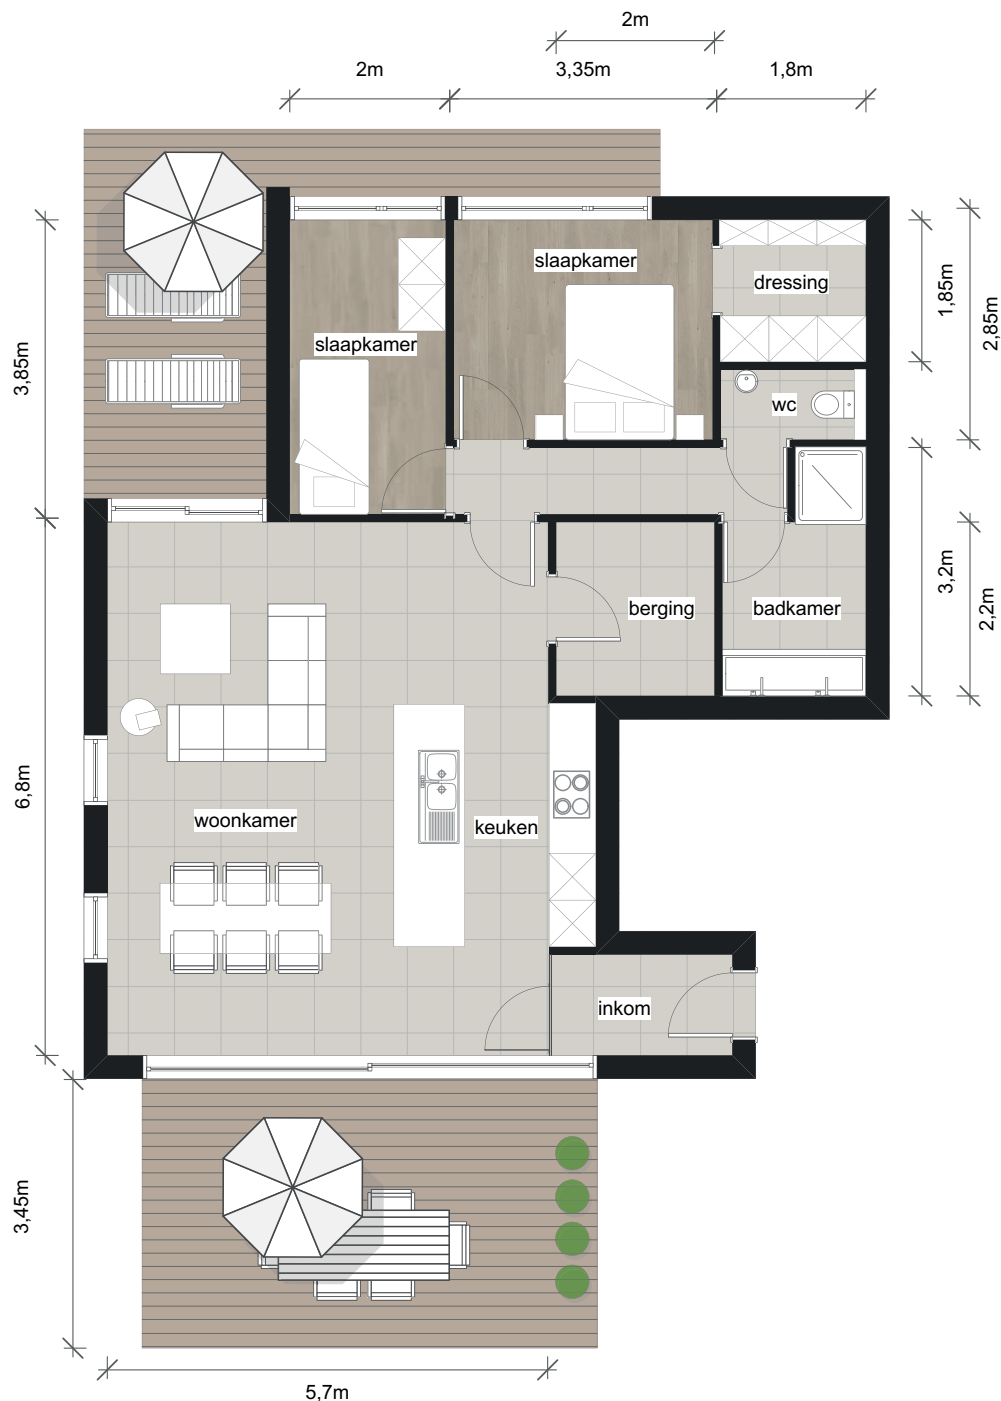 2m
2m
3,35m
1,8m
slaapkamer
dressing
1,85m
2,85m
3,85m
slaapkamer
wc
3,2m
2,2m
berging
badkamer
6,8m
woonkamer
keuken
inkom
3,45m
5,7m